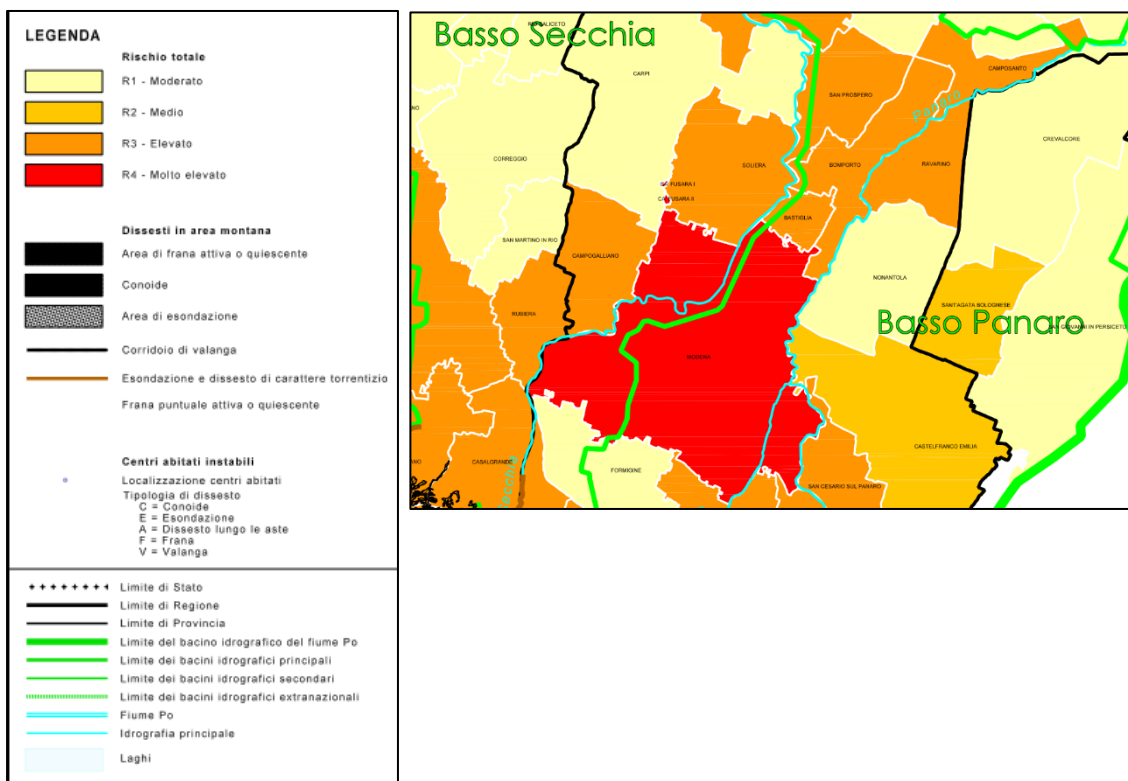 LEGENDA
Rischio totale
R1 - Moderato
R2 - Medio
R3 - Elevato
R4 - Molto elevato
Dissesti in area montana
Area di frana attiva o quiescente
Conoide
Area di esondazione
Corridoio di valanga
Esondazione e dissesto di carattere torrentizio
Frana puntuale attiva o quiescente
Centri abitati instabili
Localizzazione centri abitati
Tipologia di dissesto
C = Conoide
E = Esondazione
A = Dissesto lungo le aste
F = Frana
V = Valanga
Limite di Stato
Limite di Regione
Limite di Provincia
Limite del bacino idrografico del fiume Po
Limite dei bacini idrografici principali
Limite dei bacini idrografici secondari
Limite dei bacini idrografici extranazionali
Fiume Po
Idrografia principale
Laghi
Basso Secchia
CARPI
CAMPOSANTO
SAN PROSPERO
Panaro
CREVALCORE
CORREGGIO
SOLIERA
BOMPORTO
RAVARINO
BASTIGLIA
SAN MARTINO IN RIO
CAMPOGALLIANO
NONANTOLA
SANT'AGATA BOLOGNESE
RUBIERA
Basso Panaro
SAN GIOVANNI IN PERSICETO
MODENA
CASTELFRANCO EMILIA
CASALGRANDE
FORMIGINE
Secchia
SAN CESARIO SUL PANARO